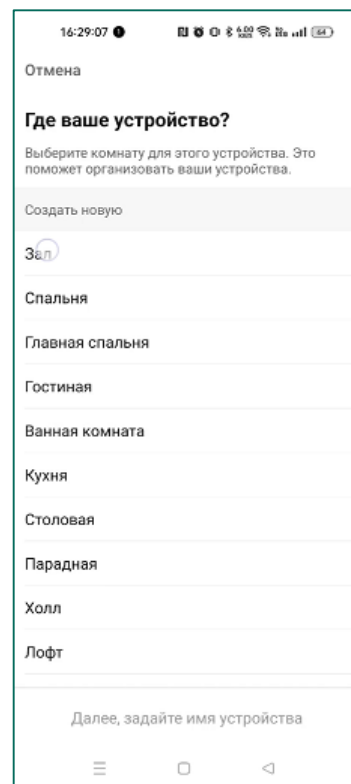 16:29:07
64
Отмена
Где ваше устройство?
Выберите комнату для этого устройства. Это
поможет организовать ваши устройства.
Создать новую
Зал
Спальня
Главная спальня
Гостиная
Ванная комната
Кухня
Столовая
Парадная
Холл
Лофт
Далее, задайте имя устройства